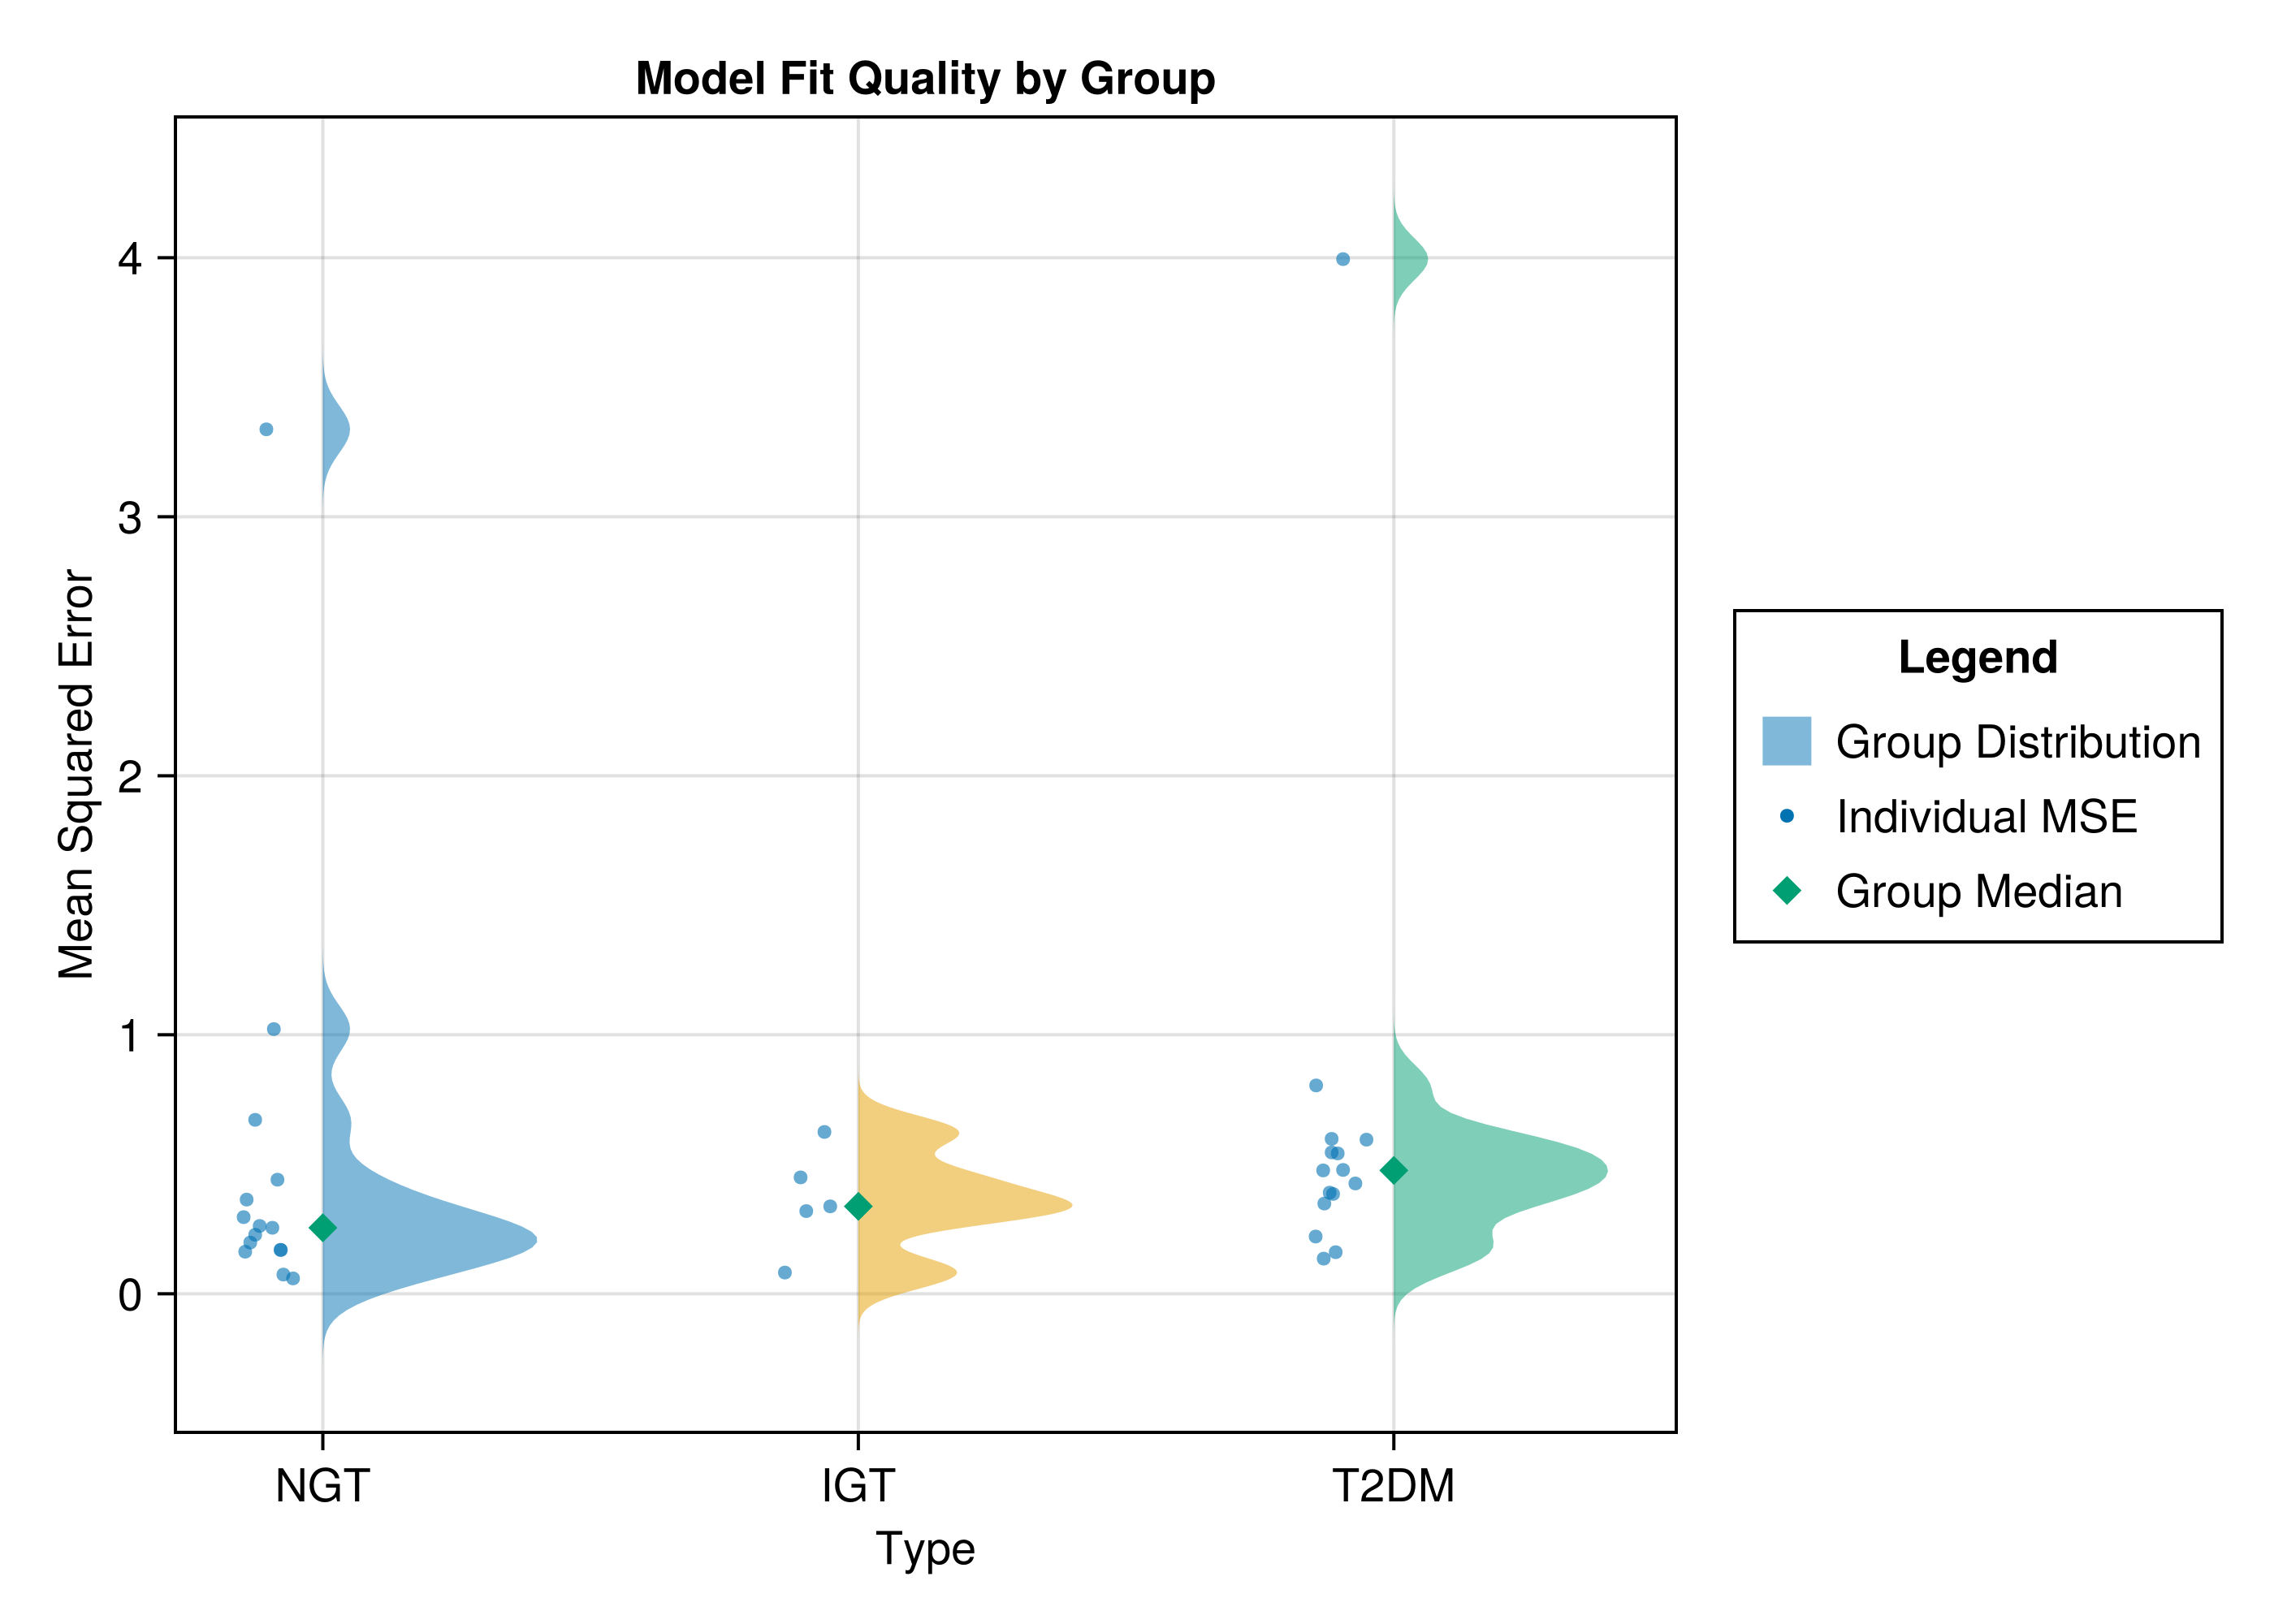 Model Fit Quality by Group
Mean Squared Error
4
3
2
1
0
NGT
IGT
T2DM
Type
Legend
Group Distribution
Individual MSE
Group Median